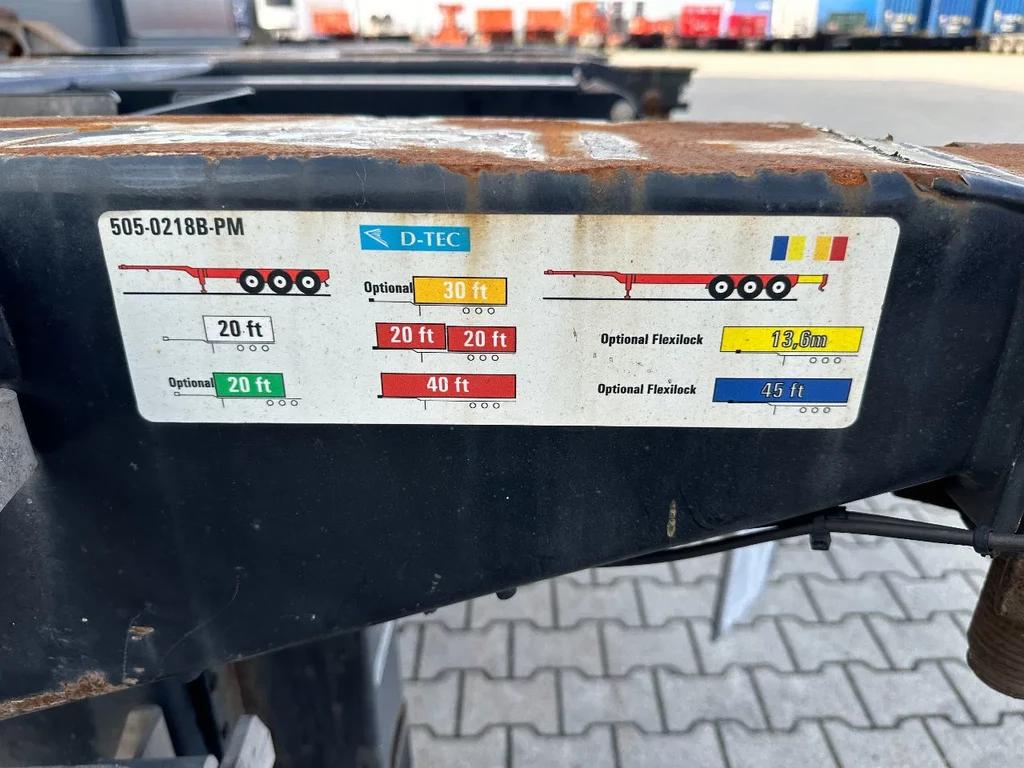 505-0218B-PM
D-TEC
Optional 30 ft
20 ft
20 ft 20 ft
Optional Flexilock 13,6m
Optional 20 ft
40 ft
Optional Flexilock 45 ft